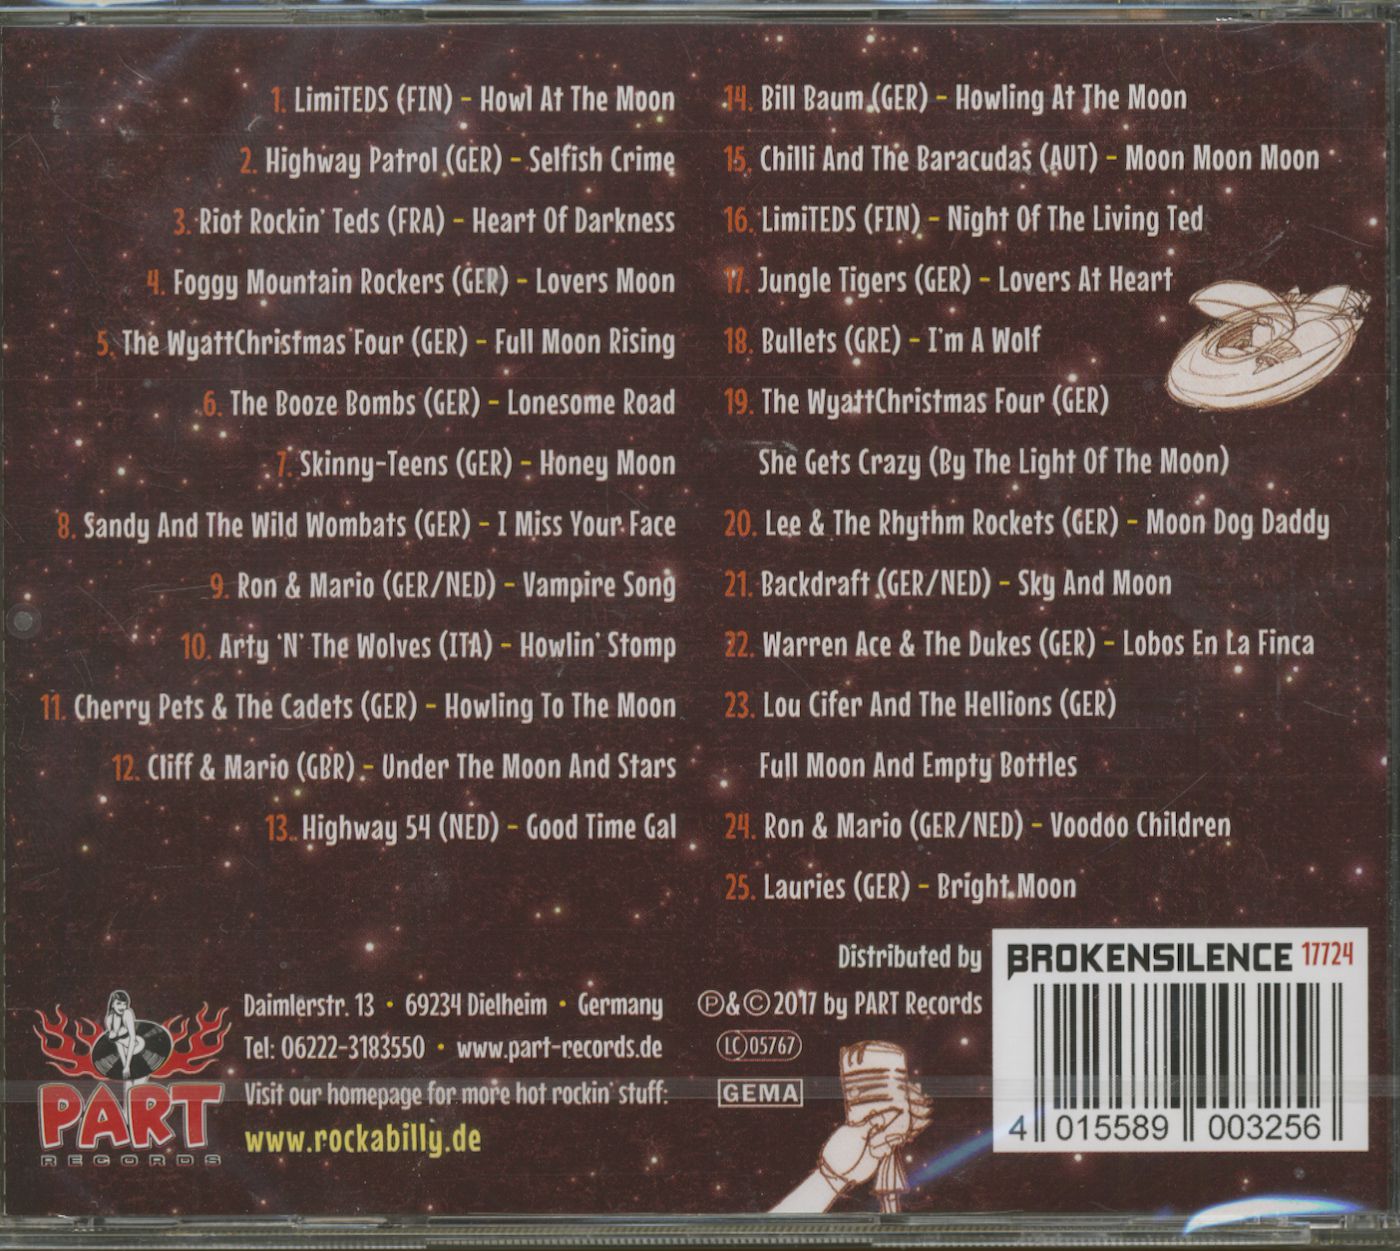 1. LimiTEDS (FIN) - Howl At The Moon
2. Highway Patrol (GER) - Selfish Crime
3. Riot Rockin' Teds (FRA) - Heart Of Darkness
4. Foggy Mountain Rockers (GER) - Lovers Moon
5. The WyattChristmas Four (GER) - Full Moon Rising
6. The Booze Bombs (GER) - Lonesome Road
7. Skinny-Teens (GER) - Honey Moon
8. Sandy And The Wild Wombats (GER) - I Miss Your Face
9. Ron & Mario (GER/NED) - Vampire Song
10. Arty 'N' The Wolves (ITA) - Howlin' Stomp
11. Cherry Pets & The Cadets (GER) - Howling To The Moon
12. Cliff & Mario (GBR) - Under The Moon And Stars
13. Highway 54 (NED) - Good Time Gal
14. Bill Baum (GER) - Howling At The Moon
15. Chilli And The Baracudas (AUT) - Moon Moon Moon
16. LimiTEDS (FIN) - Night Of The Living Ted
17. Jungle Tigers (GER) - Lovers At Heart
18. Bullets (GRE) - I'm A Wolf
19. The WyattChristmas Four (GER)
She Gets Crazy (By The Light Of The Moon)
20. Lee & The Rhythm Rockets (GER) - Moon Dog Daddy
21. Backdraft (GER/NED) - Sky And Moon
22. Warren Ace & The Dukes (GER) - Lobos En La Finca
23. Lou Cifer And The Hellions (GER)
Full Moon And Empty Bottles
24. Ron & Mario (GER/NED) - Voodoo Children
25. Lauries (GER) - Bright Moon
PART
RECORDS
Daimlerstr. 13 • 69234 Dielheim • Germany
Tel: 06222-3183550 • www.part-records.de
Visit our homepage for more hot rockin' stuff:
www.rockabilly.de
Distributed by
℗&© 2017 by PART Records
LC 05767
GEMA
BROKENSILENCE 17724
4 015589 003256